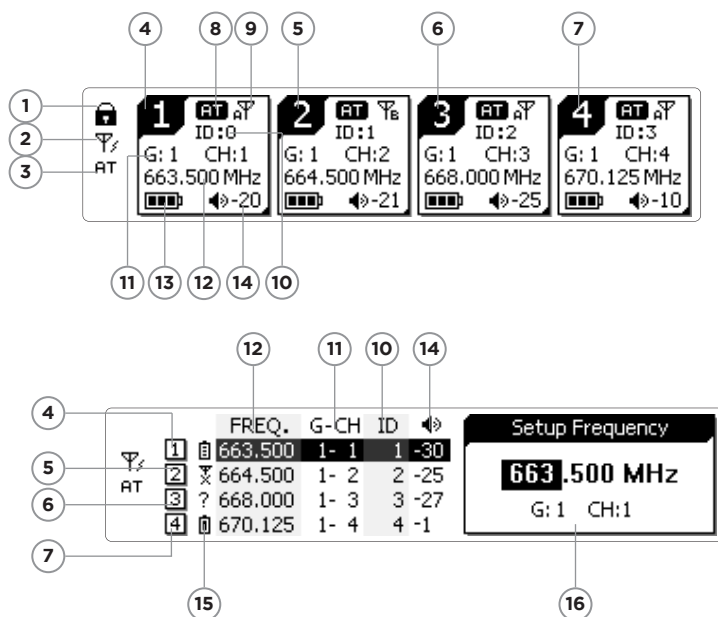 4 8 9 5 6 7
1 2 3 4
AT AT AT AT
A B A A
1 ID:0 ID:1 ID:2 ID:3
2 G: 1 CH:1 G: 1 CH:2 G: 1 CH:3 G: 1 CH:4
3 AT 663.500 MHz 664.500 MHz 668.000 MHz 670.125 MHz
-20 -21 -25 -10
11 13 12 14 10
12 11 10 14
4 FREQ. G-CH ID Setup Frequency
1 663.500 1- 1 1 -30
5 2 664.500 1- 2 2 -25 663.500 MHz
AT
6 3 ? 668.000 1- 3 3 -27 G: 1 CH:1
7 4 670.125 1- 4 4 -1
15 16